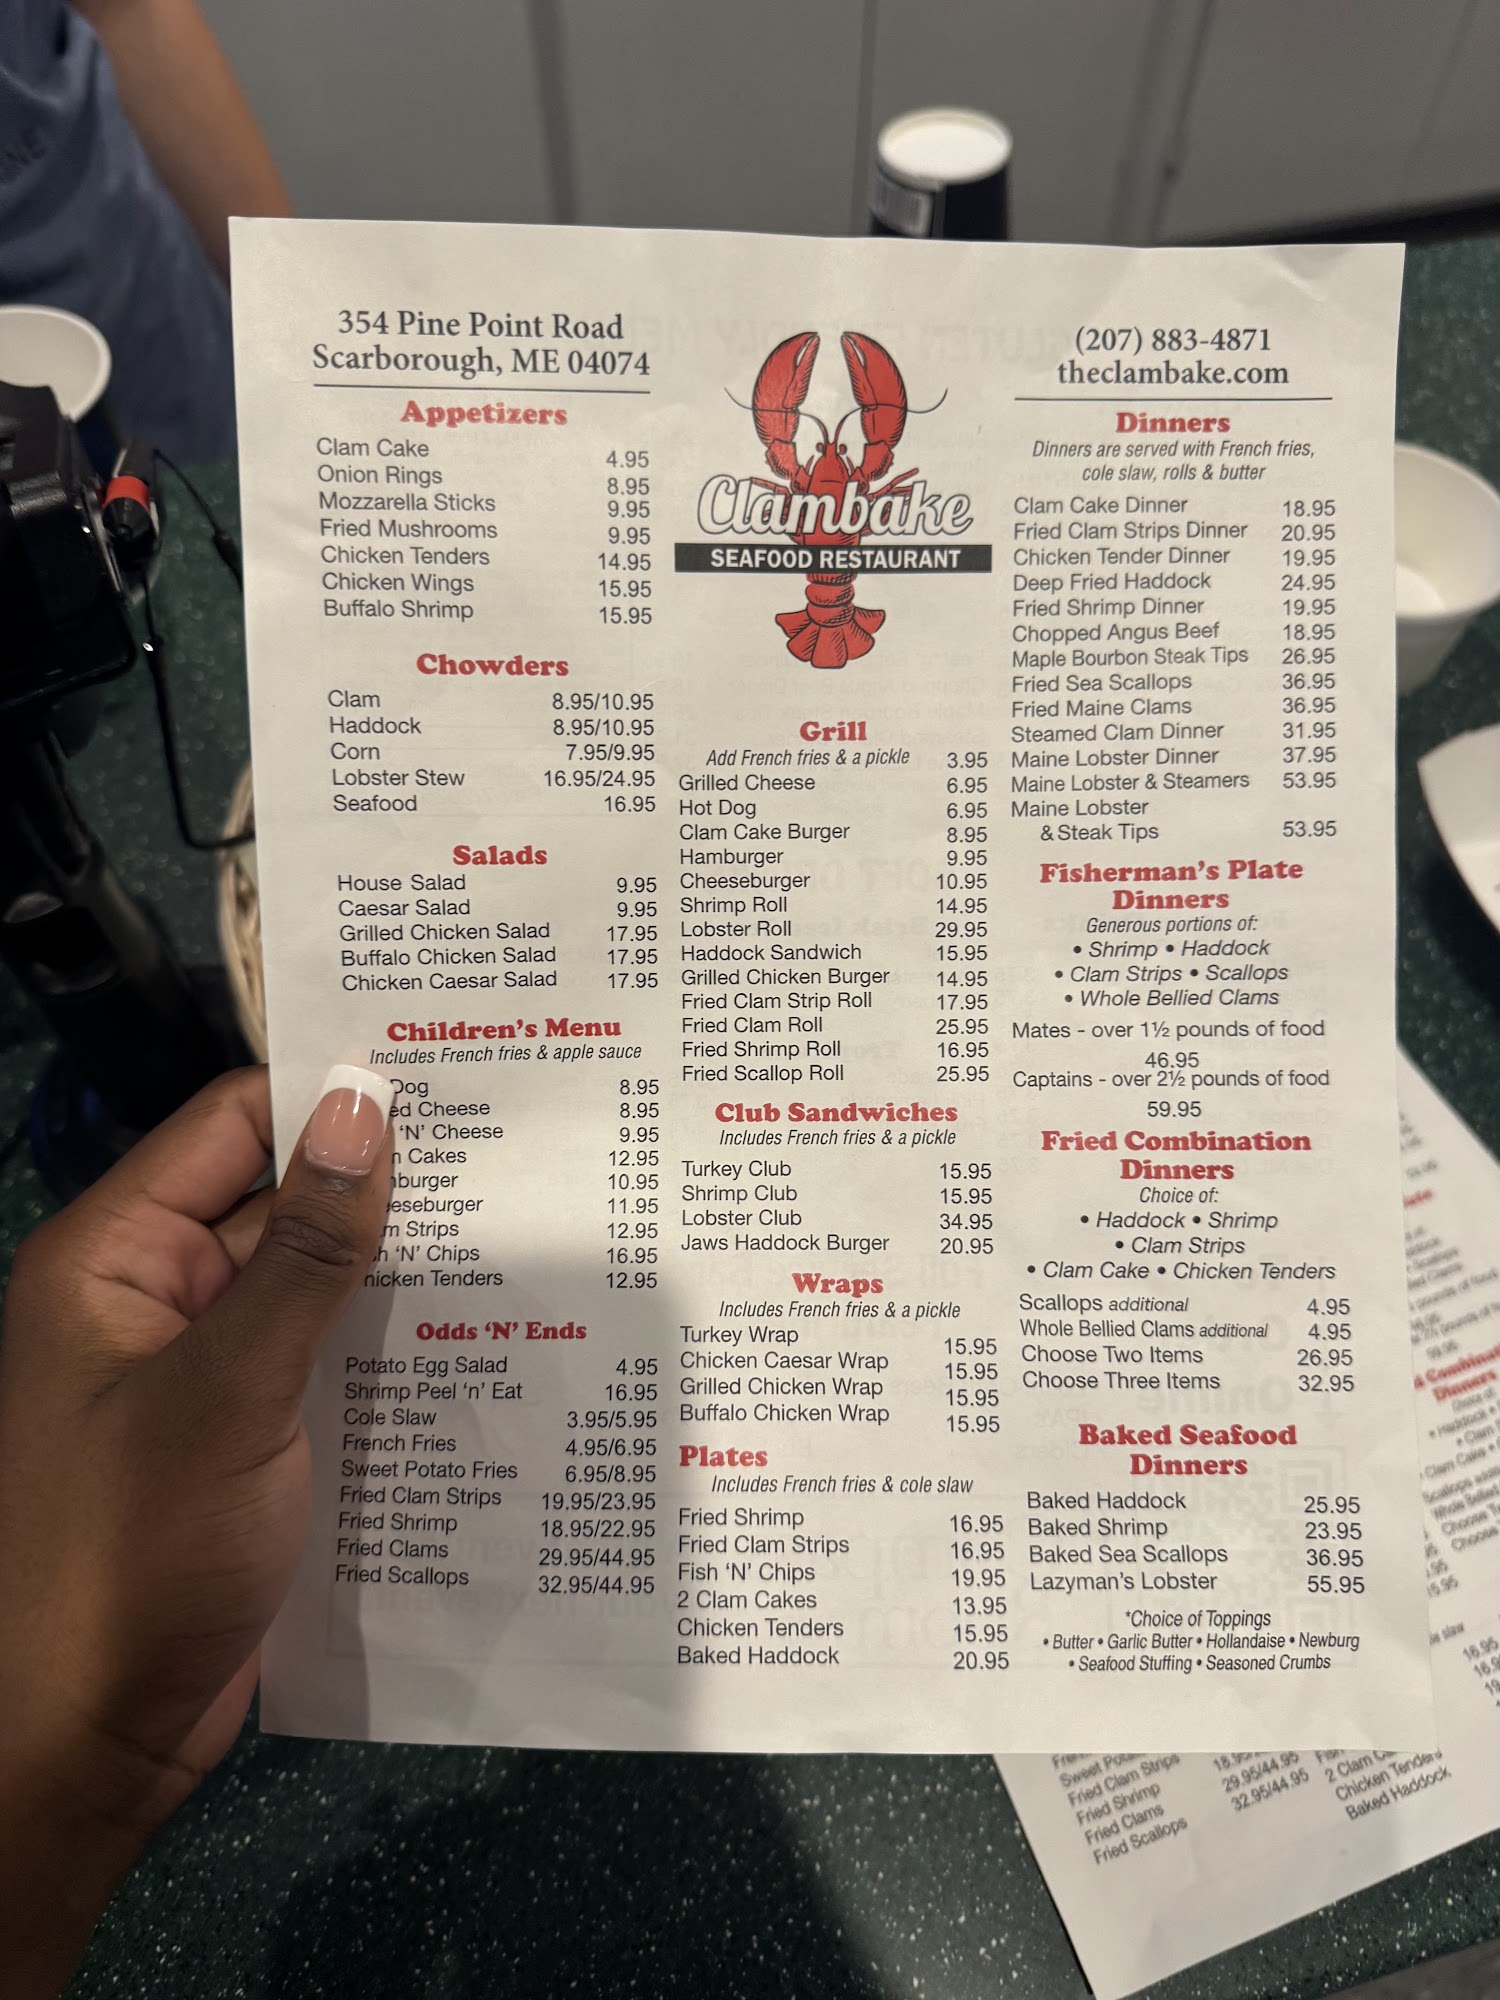 354 Pine Point Road
Scarborough, ME 04074
Appetizers
Clam Cake 4.95
Onion Rings 8.95
Mozzarella Sticks 9.95
Fried Mushrooms 9.95
Chicken Tenders 14.95
Chicken Wings 15.95
Buffalo Shrimp 15.95
Chowders
Clam 8.95/10.95
Haddock 8.95/10.95
Corn 7.95/9.95
Lobster Stew 16.95/24.95
Seafood 16.95
Salads
House Salad 9.95
Caesar Salad 9.95
Grilled Chicken Salad 17.95
Buffalo Chicken Salad 17.95
Chicken Caesar Salad 17.95
Children's Menu
Includes French fries & apple sauce
Dog 8.95
ed Cheese 8.95
'N' Cheese 9.95
Cakes 12.95
burger 10.95
eseburger 11.95
Strips 12.95
'N' Chips 16.95
hicken Tenders 12.95
Odds 'N' Ends
Potato Egg Salad 4.95
Shrimp Peel 'n' Eat 16.95
Cole Slaw 3.95/5.95
French Fries 4.95/6.95
Sweet Potato Fries 6.95/8.95
Fried Clam Strips 19.95/23.95
Fried Shrimp 18.95/22.95
Fried Clams 29.95/44.95
Fried Scallops 32.95/44.95
Clambake
SEAFOOD RESTAURANT
Grill
Add French fries & a pickle 3.95
Grilled Cheese 6.95
Hot Dog 6.95
Clam Cake Burger 8.95
Hamburger 9.95
Cheeseburger 10.95
Shrimp Roll 14.95
Lobster Roll 29.95
Haddock Sandwich 15.95
Grilled Chicken Burger 14.95
Fried Clam Strip Roll 17.95
Fried Clam Roll 25.95
Fried Shrimp Roll 16.95
Fried Scallop Roll 25.95
Club Sandwiches
Includes French fries & a pickle
Turkey Club 15.95
Shrimp Club 15.95
Lobster Club 34.95
Jaws Haddock Burger 20.95
Wraps
Includes French fries & a pickle
Turkey Wrap 15.95
Chicken Caesar Wrap 15.95
Grilled Chicken Wrap 15.95
Buffalo Chicken Wrap 15.95
Plates
Includes French fries & cole slaw
Fried Shrimp 16.95
Fried Clam Strips 16.95
Fish 'N' Chips 19.95
2 Clam Cakes 13.95
Chicken Tenders 15.95
Baked Haddock 20.95
(207) 883-4871
theclambake.com
Dinners
Dinners are served with French fries,
cole slaw, rolls & butter
Clam Cake Dinner 18.95
Fried Clam Strips Dinner 20.95
Chicken Tender Dinner 19.95
Deep Fried Haddock 24.95
Fried Shrimp Dinner 19.95
Chopped Angus Beef 18.95
Maple Bourbon Steak Tips 26.95
Fried Sea Scallops 36.95
Fried Maine Clams 36.95
Steamed Clam Dinner 31.95
Maine Lobster Dinner 37.95
Maine Lobster & Steamers 53.95
Maine Lobster
& Steak Tips 53.95
Fisherman's Plate
Dinners
Generous portions of:
• Shrimp • Haddock
• Clam Strips • Scallops
• Whole Bellied Clams
Mates - over 1½ pounds of food
46.95
Captains - over 2½ pounds of food
59.95
Fried Combination
Dinners
Choice of:
• Haddock • Shrimp
• Clam Strips
• Clam Cake • Chicken Tenders
Scallops additional 4.95
Whole Bellied Clams additional 4.95
Choose Two Items 26.95
Choose Three Items 32.95
Baked Seafood
Dinners
Baked Haddock 25.95
Baked Shrimp 23.95
Baked Sea Scallops 36.95
Lazyman's Lobster 55.95
*Choice of Toppings
• Butter • Garlic Butter • Hollandaise • Newburg
• Seafood Stuffing • Seasoned Crumbs
Fried Clam Strips
Fried Shrimp
Fried Clams 29.95/44.95
Fried Scallops 32.95/44.95
2 Clam
Chicken Tenders
Baked Haddock